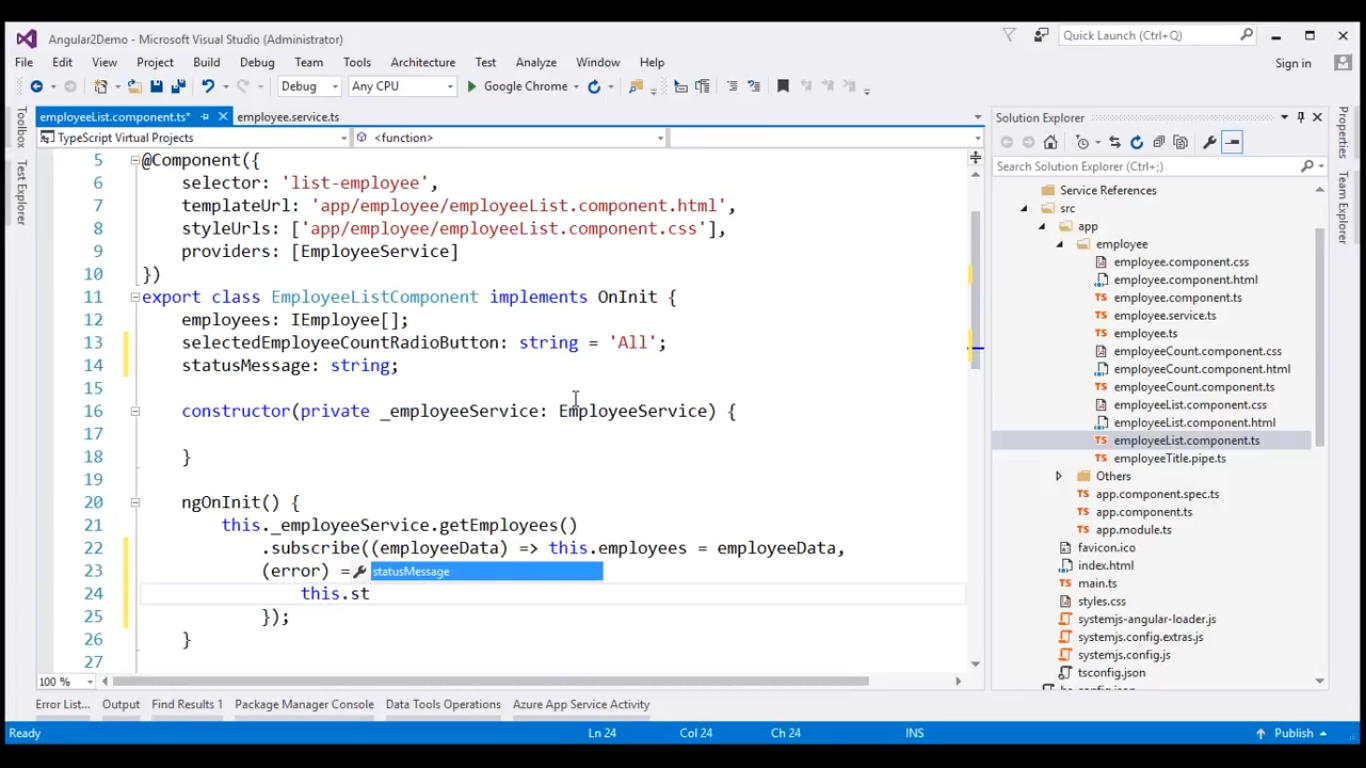 Angular2Demo - Microsoft Visual Studio (Administrator)
Quick Launch (Ctrl+Q)
File Edit View Project Build Debug Team Tools Architecture Test Analyze Window Help
Sign in
Debug Any CPU Google Chrome
employeeList.component.ts* employee.service.ts
TypeScript Virtual Projects <function>
Toolbox
Test Explorer
5 @Component({
6 selector: 'list-employee',
7 templateUrl: 'app/employee/employeeList.component.html',
8 styleUrls: ['app/employee/employeeList.component.css'],
9 providers: [EmployeeService]
10 })
11 export class EmployeeListComponent implements OnInit {
12 employees: IEmployee[];
13 selectedEmployeeCountRadioButton: string = 'All';
14 statusMessage: string;
15
16 constructor(private _employeeService: EmployeeService) {
17
18 }
19
20 ngOnInit() {
21 this._employeeService.getEmployees()
22 .subscribe((employeeData) => this.employees = employeeData,
23 (error) = statusMessage
24 this.st
25 });
26 }
27
100 %
Solution Explorer
Search Solution Explorer (Ctrl+;)
Service References
src
app
employee
employee.component.css
employee.component.html
employee.component.ts
employee.service.ts
employee.ts
employeeCount.component.css
employeeCount.component.html
employeeCount.component.ts
employeeList.component.css
employeeList.component.html
employeeList.component.ts
employeeTitle.pipe.ts
Others
app.component.spec.ts
app.component.ts
app.module.ts
favicon.ico
index.html
main.ts
styles.css
systemjs-angular-loader.js
systemjs.config.extras.js
systemjs.config.js
tsconfig.json
Properties
Team Explorer
Error List... Output Find Results 1 Package Manager Console Data Tools Operations Azure App Service Activity
Ready Ln 24 Col 24 Ch 24 INS Publish